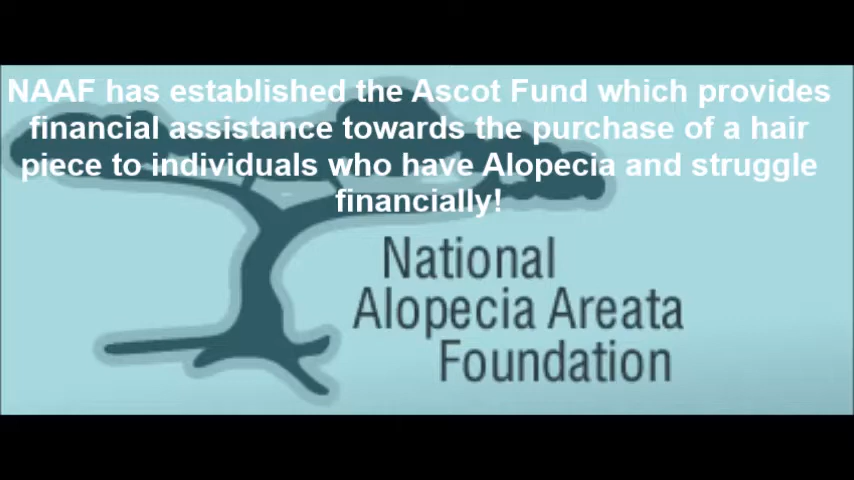 NAAF has established the Ascot Fund which provides
financial assistance towards the purchase of a hair
piece to individuals who have Alopecia and struggle
financially!
National
Alopecia Areata
Foundation